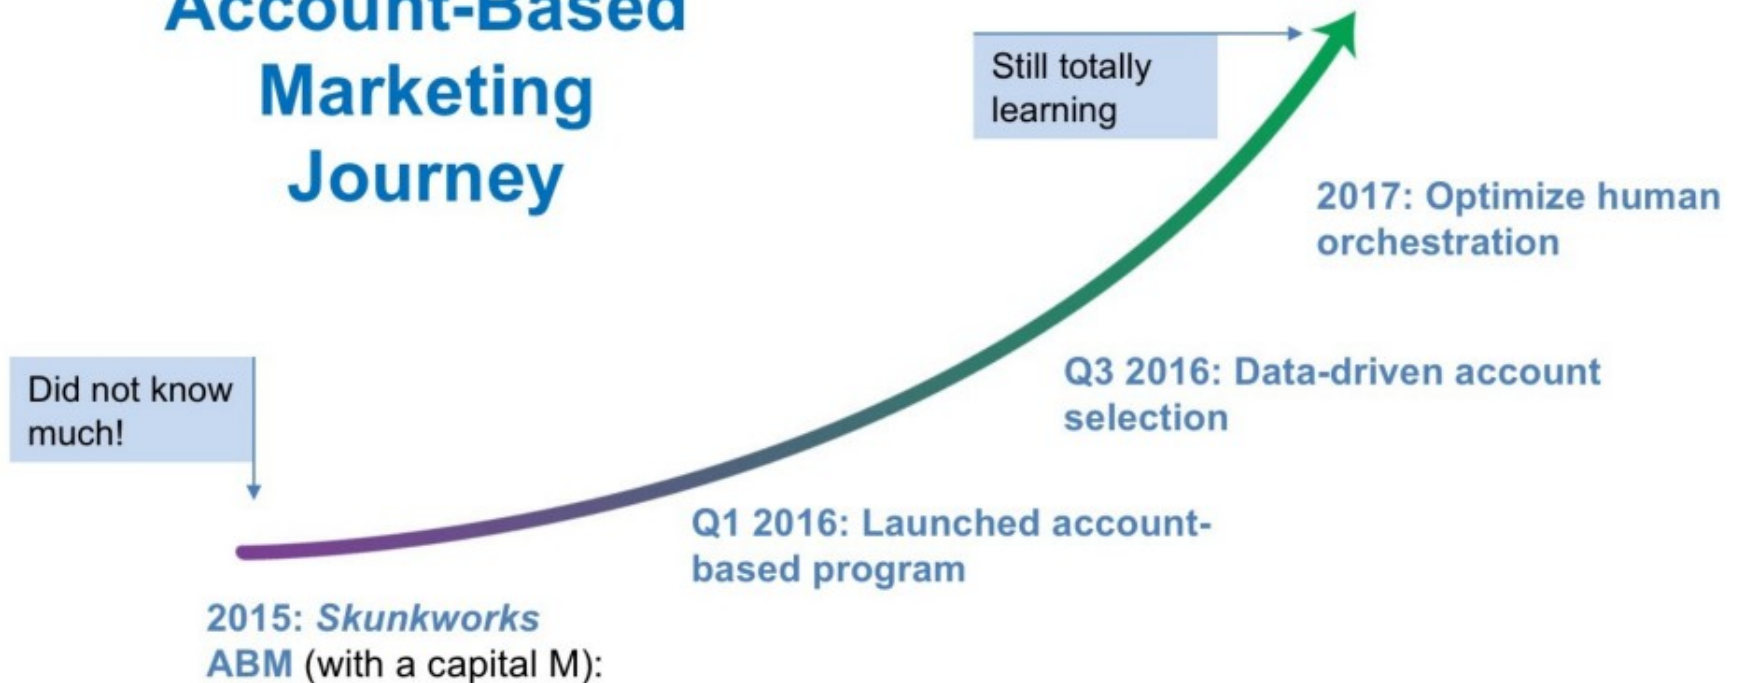 Account-Based
Marketing
Journey
Still totally
learning
2017: Optimize human
orchestration
Did not know
much!
Q3 2016: Data-driven account
selection
Q1 2016: Launched account-
based program
2015: Skunkworks
ABM (with a capital M):